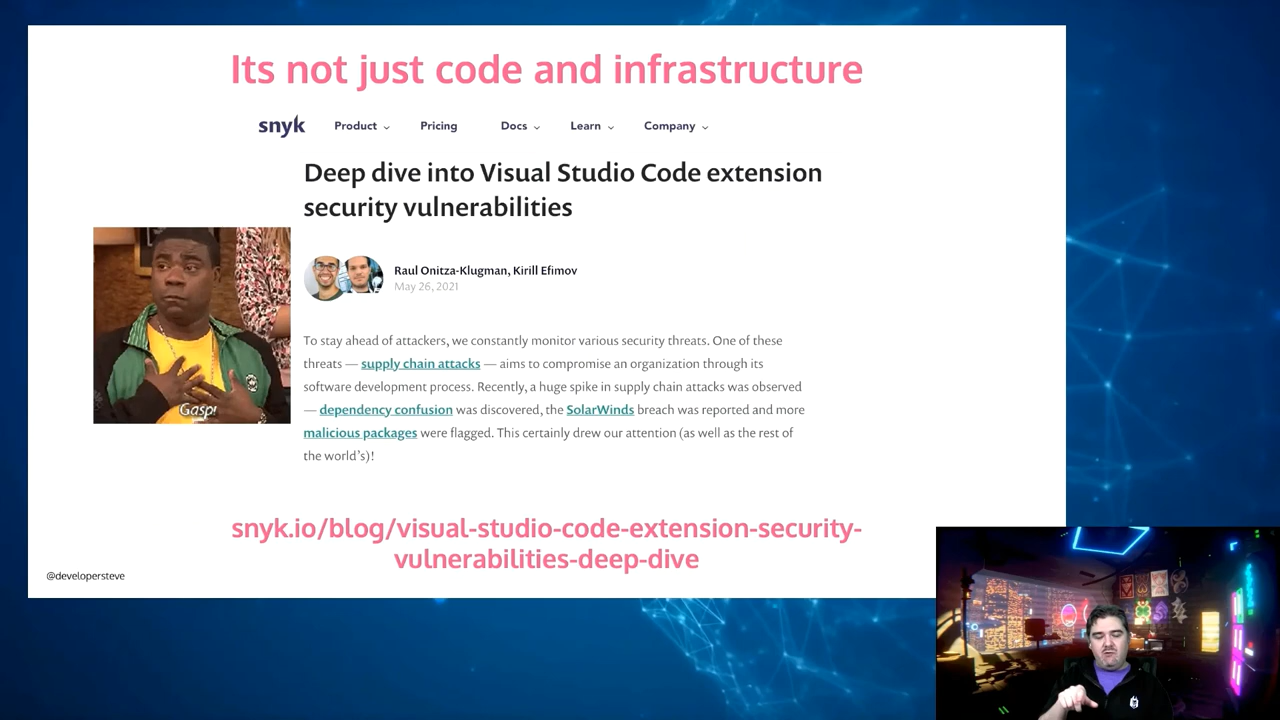 Its not just code and infrastructure
snyk Product Pricing Docs Learn Company
Deep dive into Visual Studio Code extension
security vulnerabilities
Raul Onitza-Klugman, Kirill Efimov
May 26, 2021
To stay ahead of attackers, we constantly monitor various security threats. One of these
threats — supply chain attacks — aims to compromise an organization through its
software development process. Recently, a huge spike in supply chain attacks was observed
— dependency confusion was discovered, the SolarWinds breach was reported and more
malicious packages were flagged. This certainly drew our attention (as well as the rest of
the world's)!
Gasp!
snyk.io/blog/visual-studio-code-extension-security-
vulnerabilities-deep-dive
@developersteve